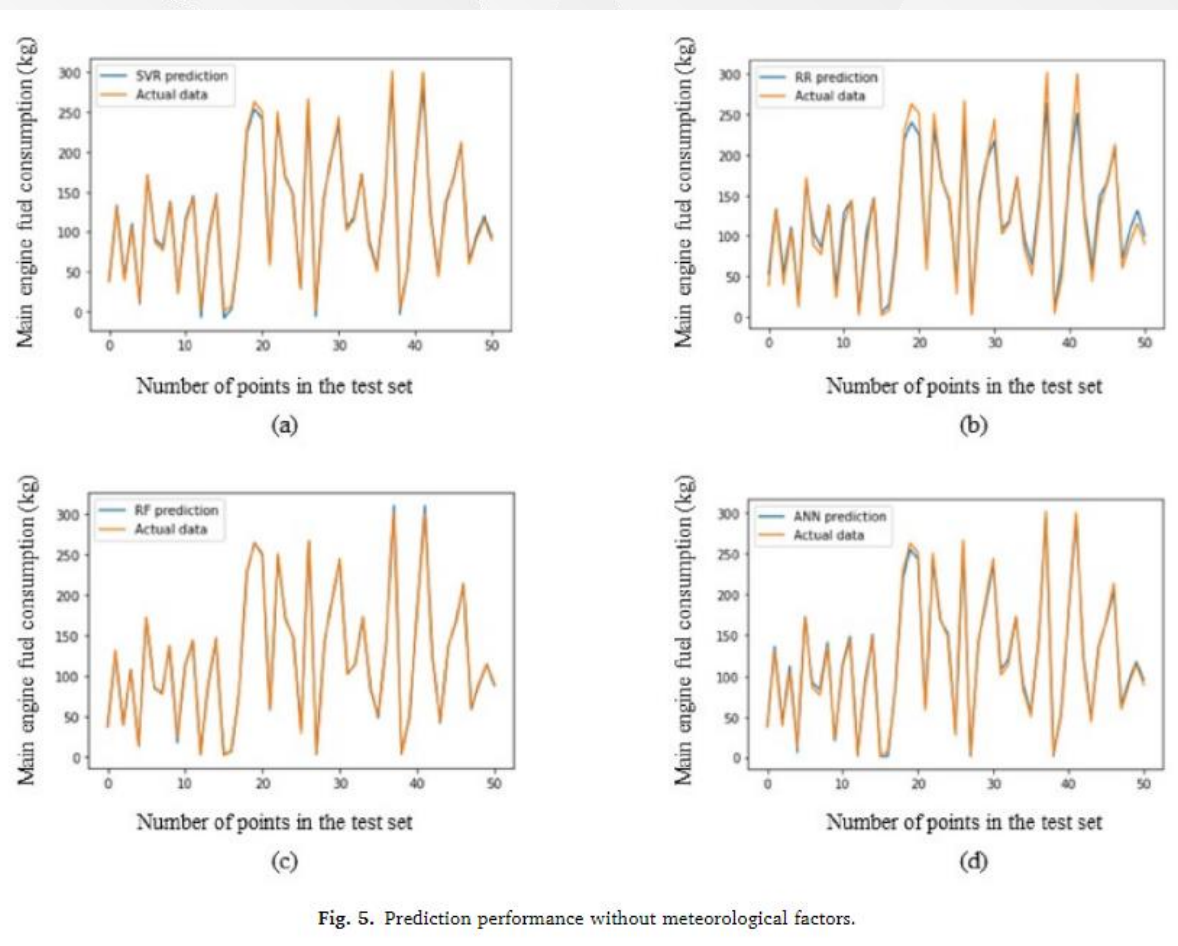 Main engine fuel consumption (kg)
SVR prediction
Actual data
300
250
200
150
100
50
0
0 10 20 30 40 50
Number of points in the test set
(a)
Main engine fuel consumption (kg)
RR prediction
Actual data
300
250
200
150
100
50
0
0 10 20 30 40 50
Number of points in the test set
(b)
Main engine fuel consumption (kg)
RF prediction
Actual data
300
250
200
150
100
50
0
0 10 20 30 40 50
Number of points in the test set
(c)
Main engine fuel consumption (kg)
ANN prediction
Actual data
300
250
200
150
100
50
0
0 10 20 30 40 50
Number of points in the test set
(d)
Fig. 5. Prediction performance without meteorological factors.